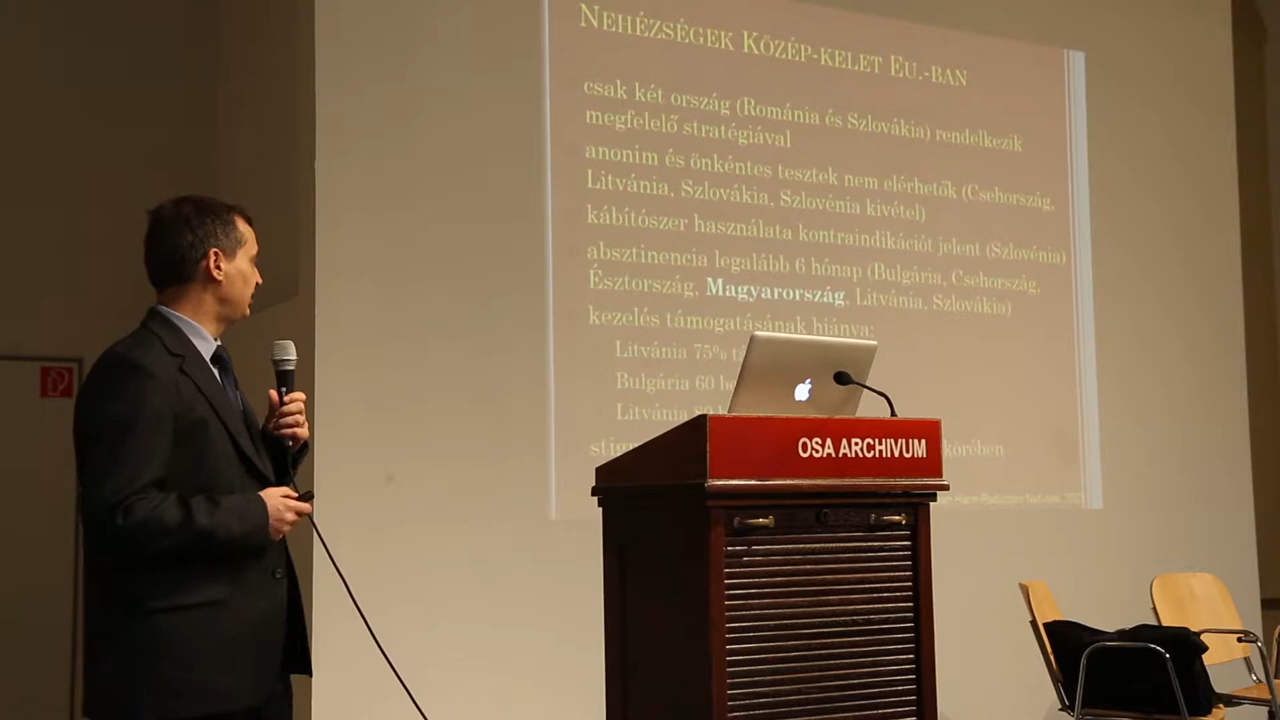 NEHÉZSÉGEK KÖZÉP-KELET EU.-BAN
csak két ország (Románia és Szlovákia) rendelkezik
megfelelő stratégiával
anonim és önkéntes tesztek nem elérhetők (Csehország,
Litvánia, Szlovákia, Szlovénia kivétel)
kábítószer használata kontraindikációt jelent (Szlovénia)
absztinencia legalább 6 hónap (Bulgária, Csehország,
Észtország, Magyarország, Litvánia, Szlovákia)
kezelés támogatásának hiánya:
Litvánia 75%
Bulgária 60
Litvánia
körében
OSA ARCHIVUM